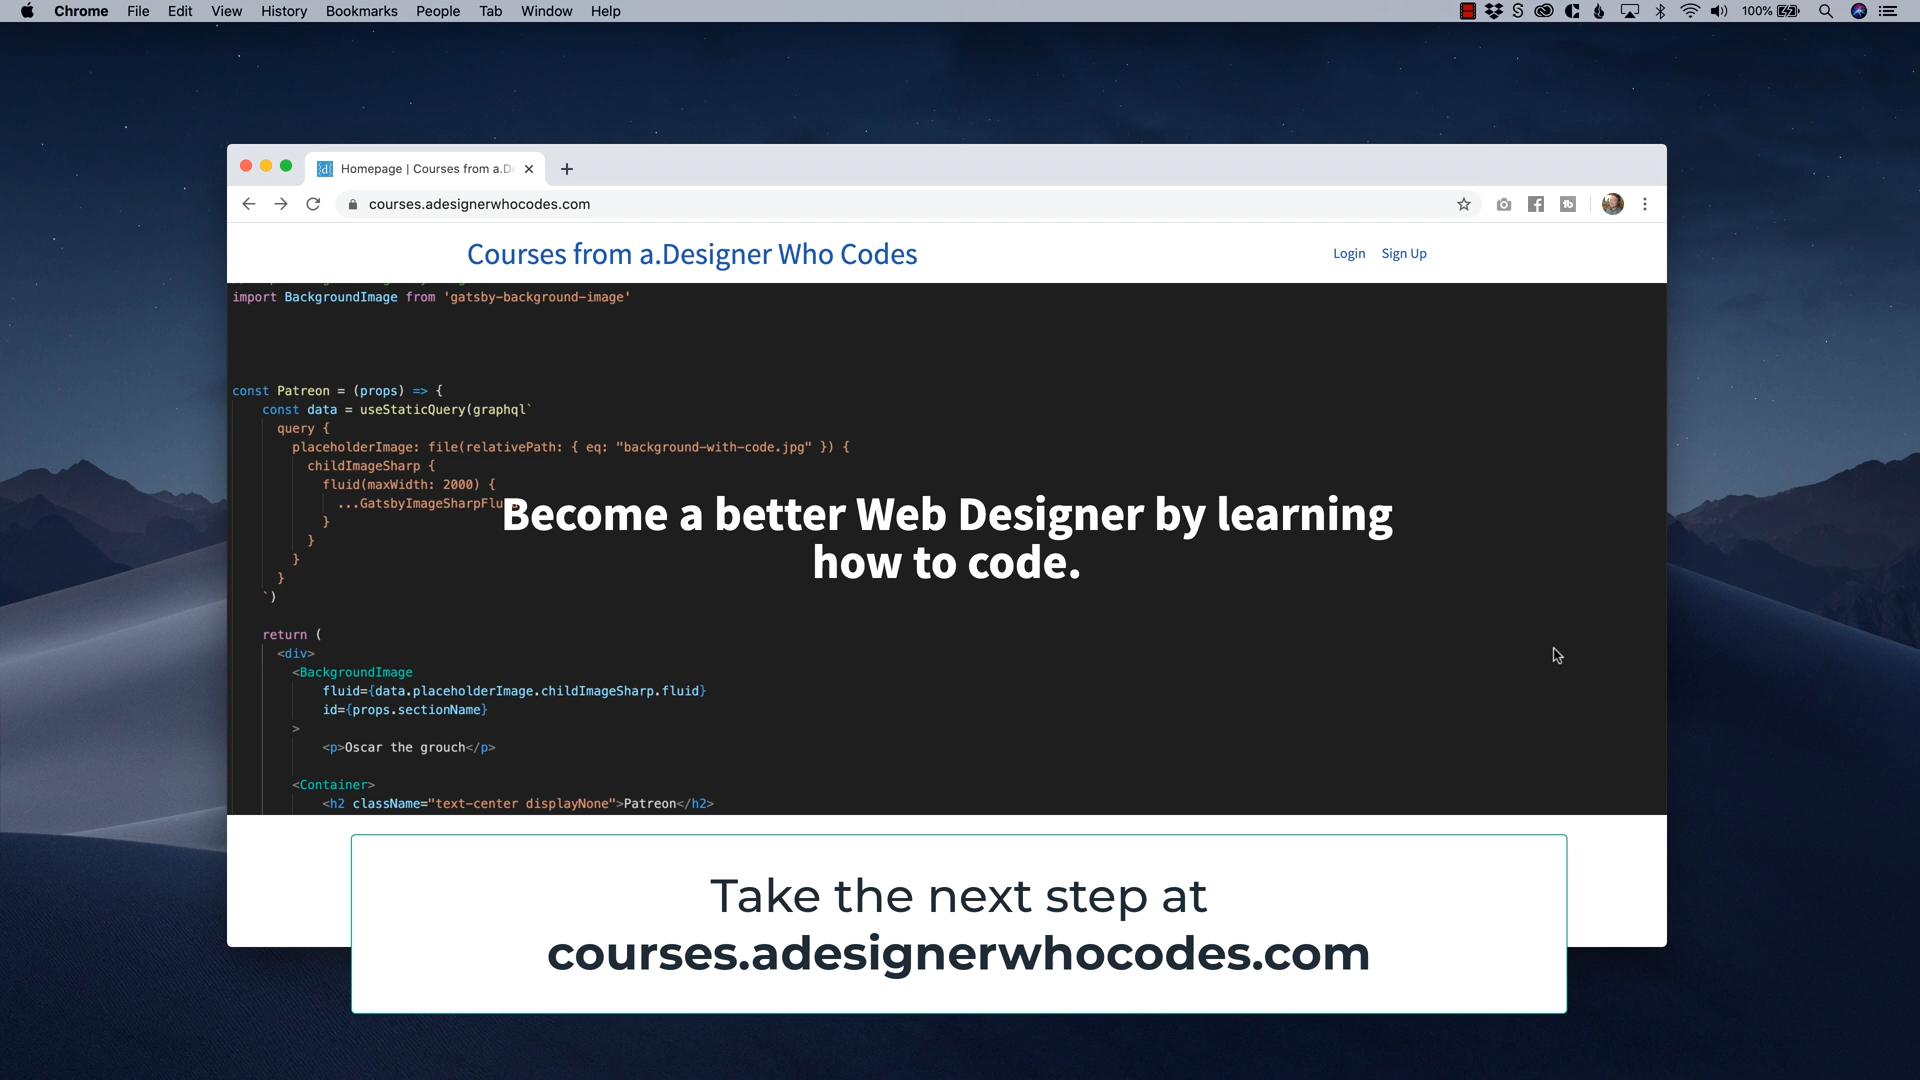 Chrome File Edit View History Bookmarks People Tab Window Help
100%
Homepage | Courses from a.D
courses.adesignerwhocodes.com
Courses from a.Designer Who Codes
Login Sign Up
import BackgroundImage from 'gatsby-background-image'
const Patreon = (props) => {
const data = useStaticQuery(graphql`
query {
placeholderImage: file(relativePath: { eq: "background-with-code.jpg" }) {
childImageSharp {
fluid(maxWidth: 2000) {
...GatsbyImageSharpFlu
}
}
}
}
`)
Become a better Web Designer by learning
how to code.
return (
<div>
<BackgroundImage
fluid={data.placeholderImage.childImageSharp.fluid}
id={props.sectionName}
>
<p>Oscar the grouch</p>
<Container>
<h2 className="text-center displayNone">Patreon</h2>
Take the next step at
courses.adesignerwhocodes.com